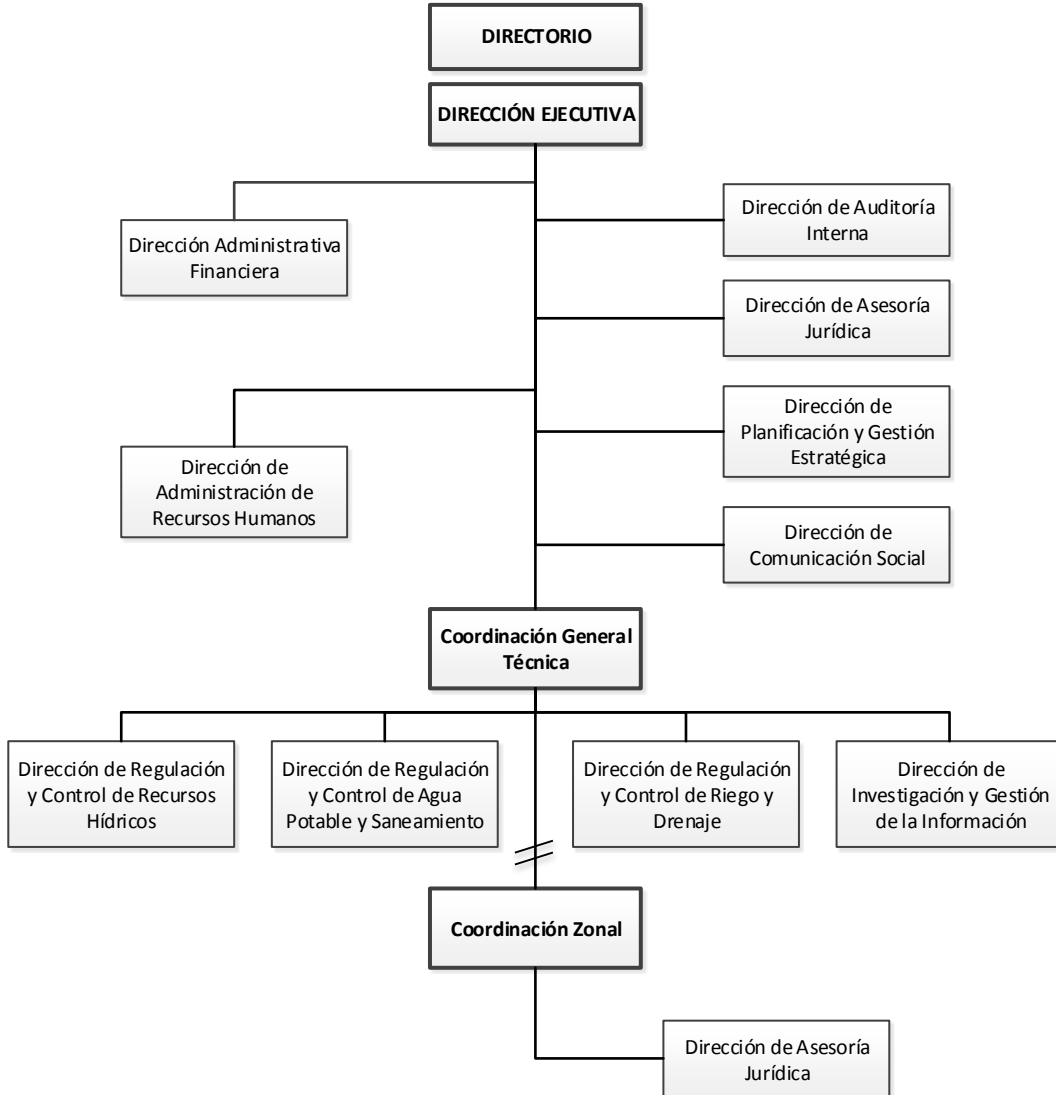 DIRECTORIO
DIRECCIÓN EJECUTIVA
Dirección Administrativa
Financiera
Dirección de Auditoría
Interna
Dirección de Asesoría
Jurídica
Dirección de
Planificación y Gestión
Estratégica
Dirección de
Administración de
Recursos Humanos
Dirección de
Comunicación Social
Coordinación General
Técnica
Dirección de Regulación
y Control de Recursos
Hídricos
Dirección de Regulación
y Control de Agua
Potable y Saneamiento
Dirección de Regulación
y Control de Riego y
Drenaje
Dirección de
Investigación y Gestión
de la Información
Coordinación Zonal
Dirección de Asesoría
Jurídica